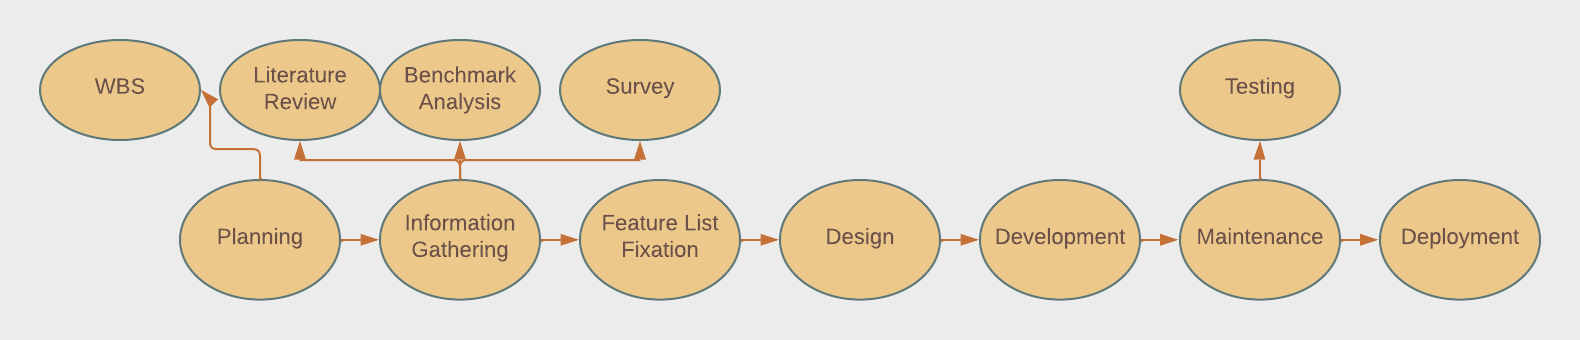 WBS
Literature
Review
Benchmark
Analysis
Survey
Testing
Planning
Information
Gathering
Feature List
Fixation
Design
Development
Maintenance
Deployment